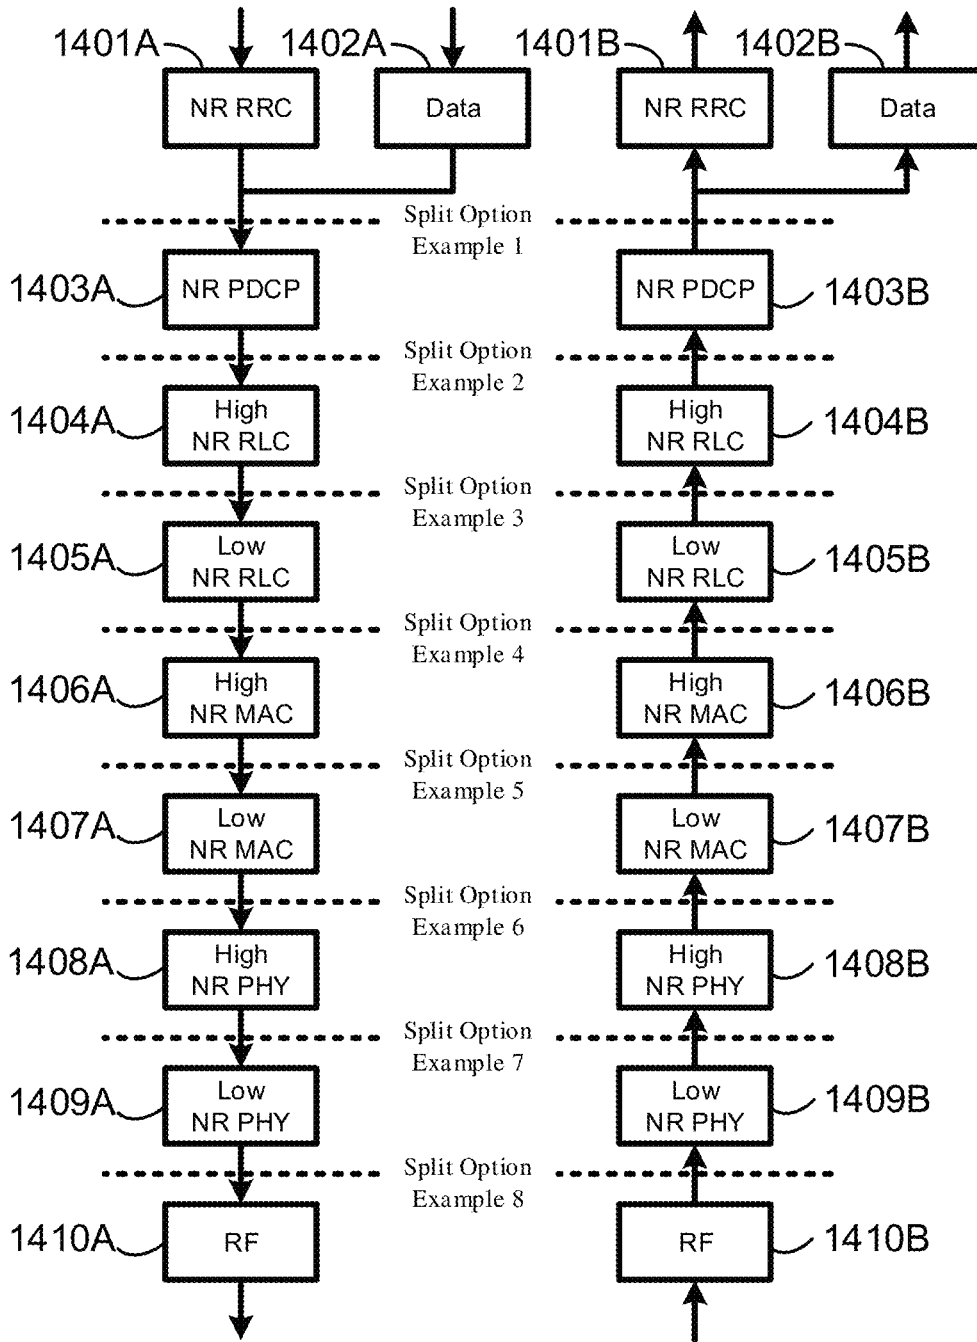 1401A
1402A
1401B
1402B
NR RRC
Data
NR RRC
Data
Split Option
Example 1
1403A
NR PDCP
NR PDCP
1403B
Split Option
Example 2
1404A
High
NR RLC
High
NR RLC
1404B
Split Option
Example 3
1405A
Low
NR RLC
Low
NR RLC
1405B
Split Option
Example 4
1406A
High
NR MAC
High
NR MAC
1406B
Split Option
Example 5
1407A
Low
NR MAC
Low
NR MAC
1407B
Split Option
Example 6
1408A
High
NR PHY
High
NR PHY
1408B
Split Option
Example 7
1409A
Low
NR PHY
Low
NR PHY
1409B
Split Option
Example 8
1410A
RF
RF
1410B